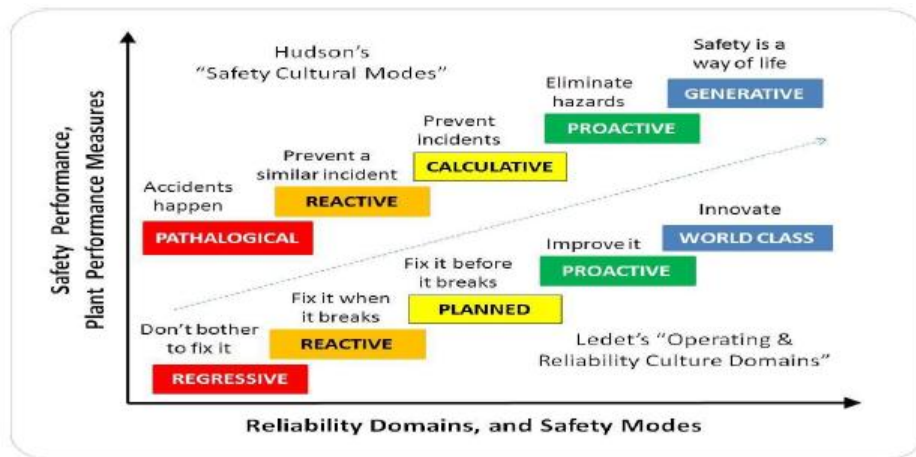 Hudson's
"Safety Cultural Modes"
Safety is a
way of life
GENERATIVE
Eliminate
hazards
PROACTIVE
Prevent
incidents
CALCULATIVE
Prevent a
similar incident
REACTIVE
Accidents
happen
PATHALOGICAL
Innovate
WORLD CLASS
Improve it
PROACTIVE
Fix it before
it breaks
PLANNED
Fix it when
it breaks
REACTIVE
Don't bother
to fix it
REGRESSIVE
Ledet's "Operating &
Reliability Culture Domains"
Safety Performance,
Plant Performance Measures
Reliability Domains, and Safety Modes